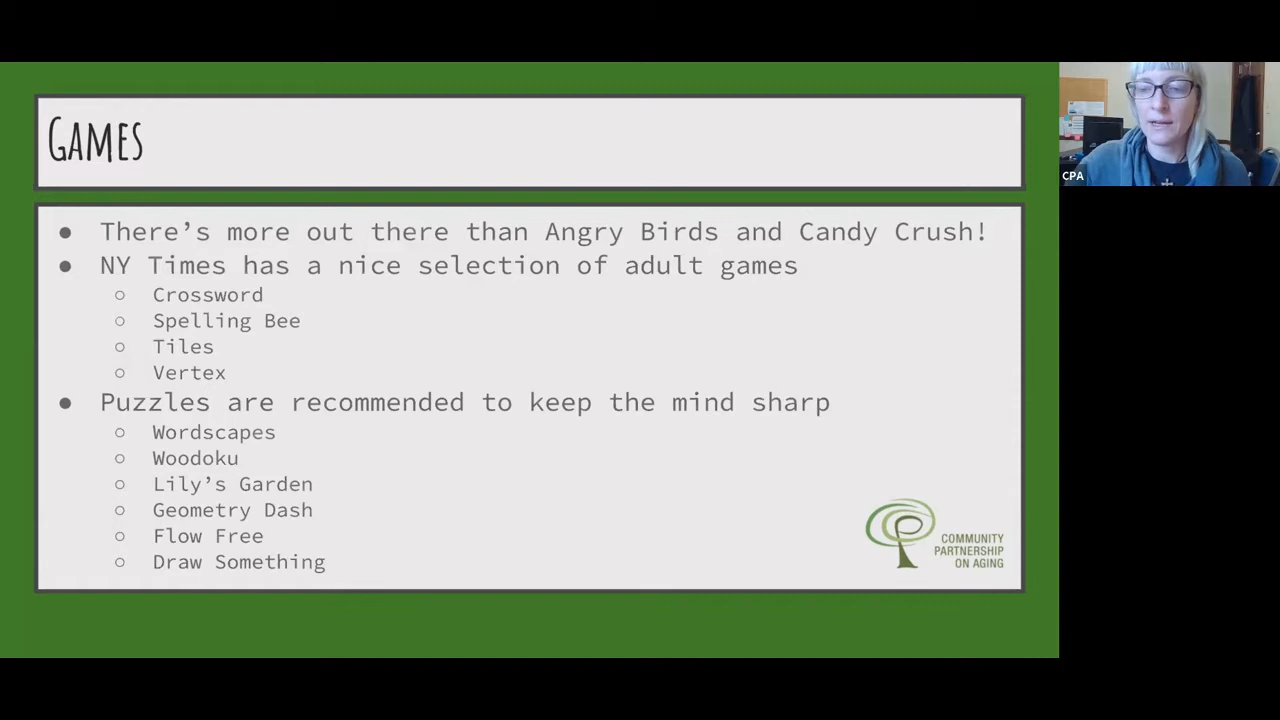 Games
There's more out there than Angry Birds and Candy Crush!
NY Times has a nice selection of adult games
Crossword
Spelling Bee
Tiles
Vertex
Puzzles are recommended to keep the mind sharp
Wordscapes
Woodoku
Lily's Garden
Geometry Dash
Flow Free
Draw Something
COMMUNITY
PARTNERSHIP
ON AGING
CPA